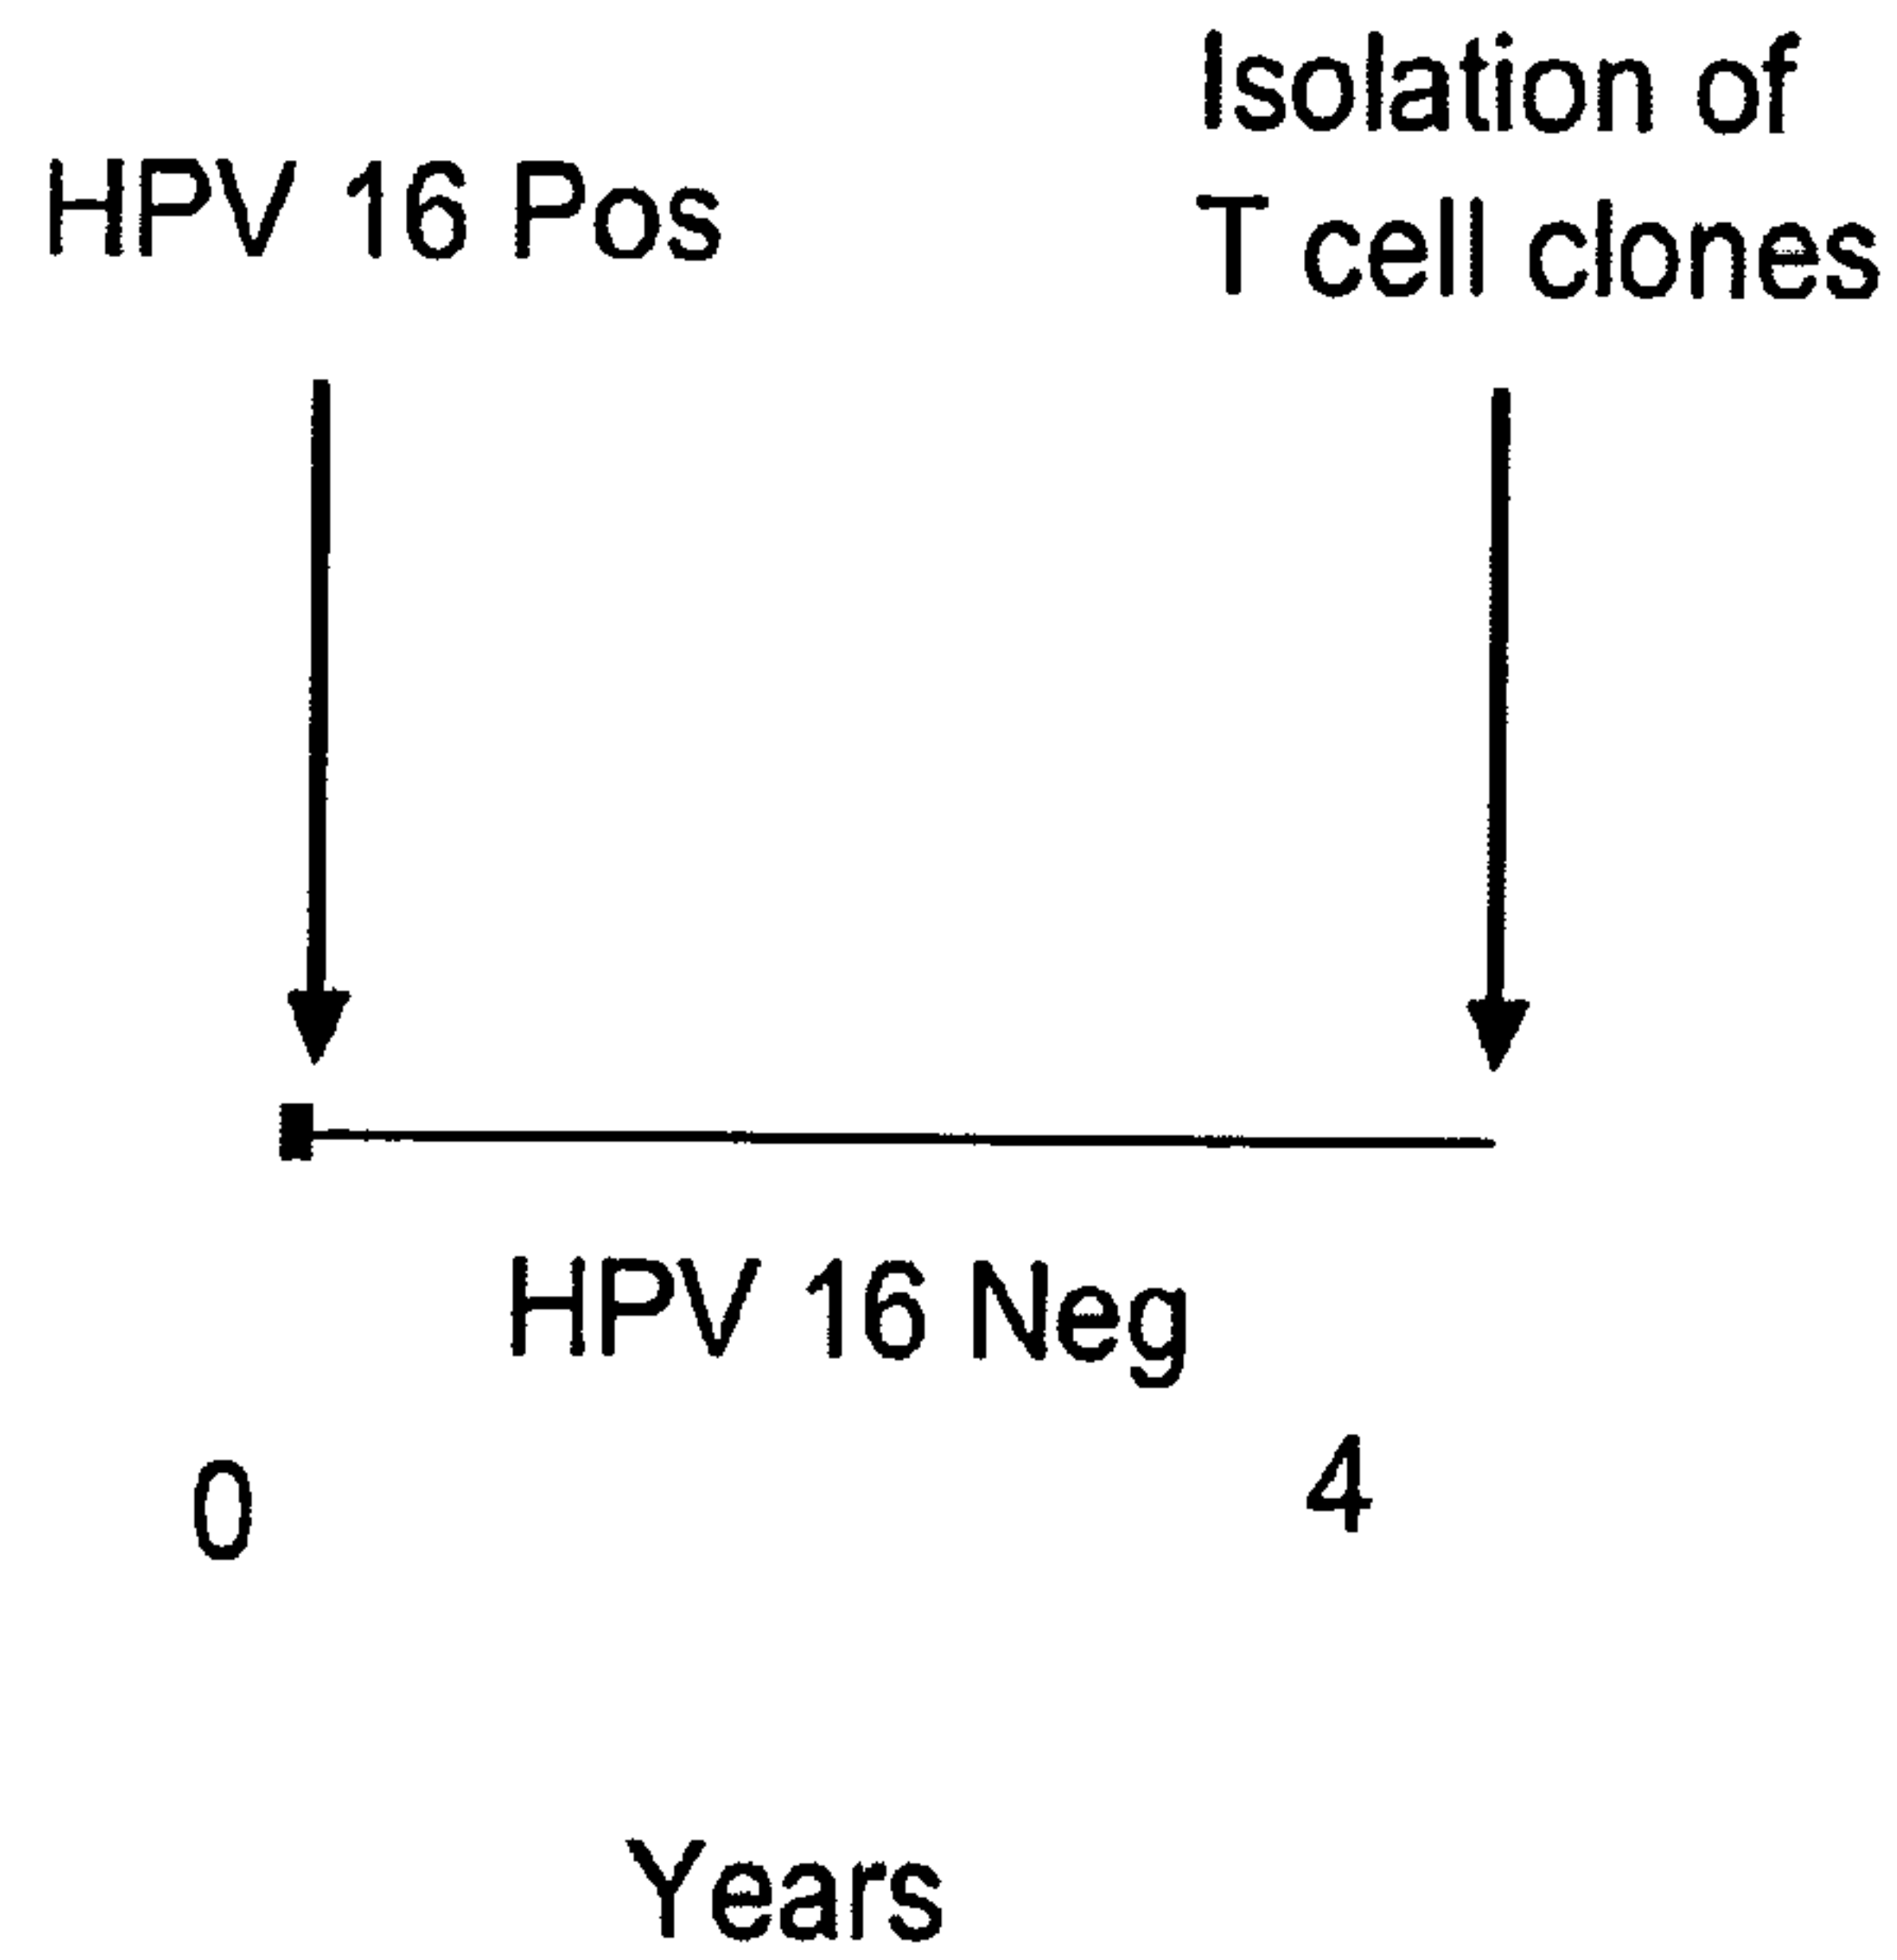 HPV 16 Pos
Isolation of
T cell clones
HPV 16 Neg
0
4
Years